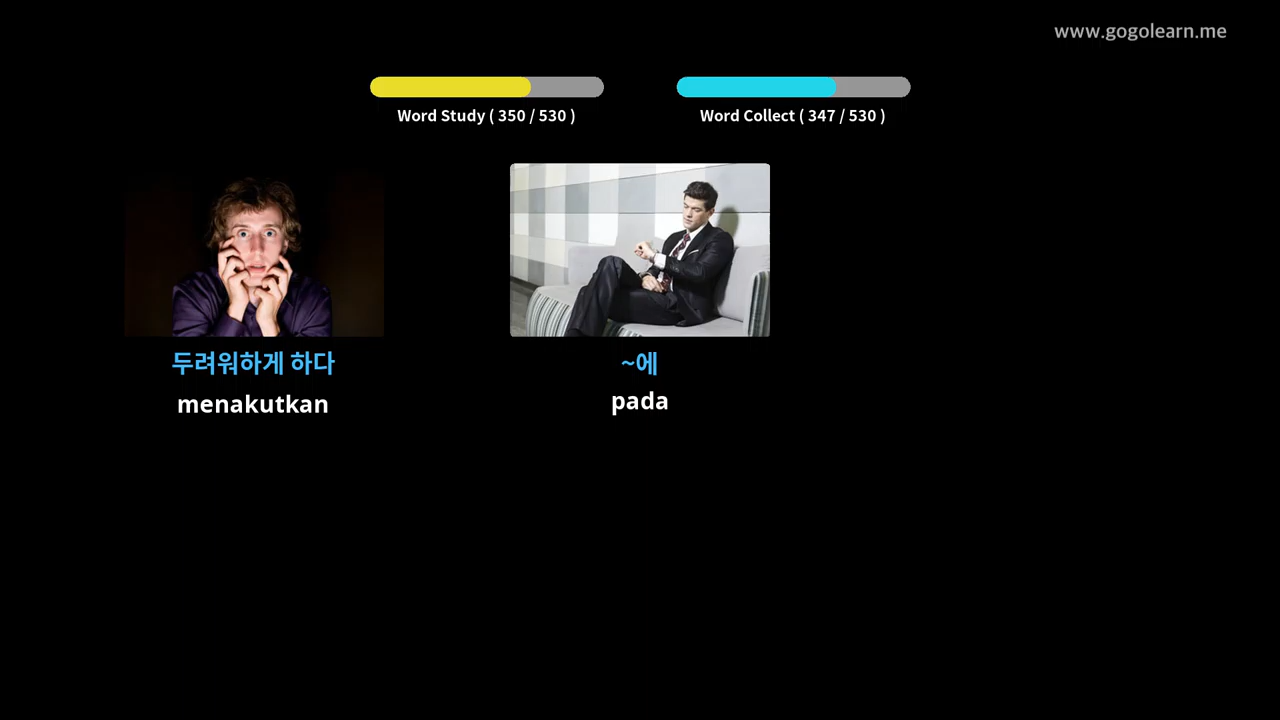 www.gogolearn.me
Word Study ( 350 / 530 )
Word Collect ( 347 / 530 )
두려워하게 하다
menakutkan
~에
pada